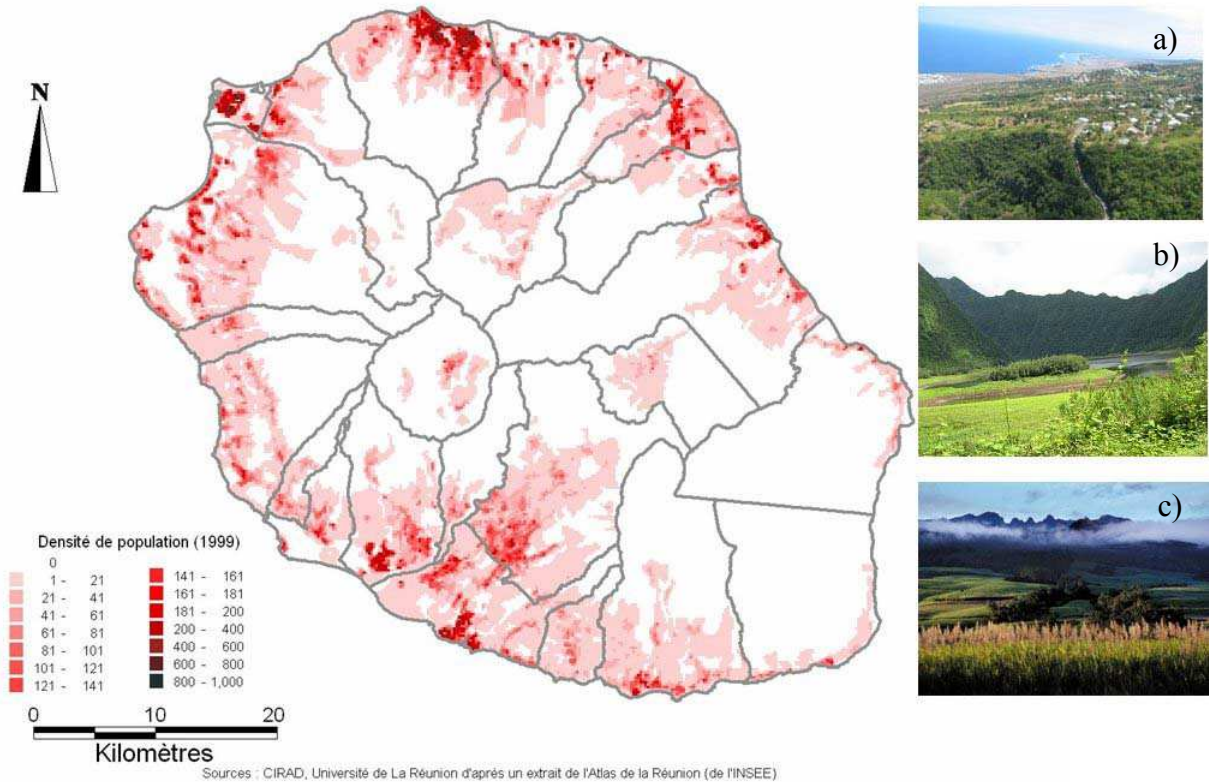 N
Densité de population (1999)
0
1 - 21
21 - 41
41 - 61
61 - 81
81 - 101
101 - 121
121 - 141
141 - 161
161 - 181
181 - 200
200 - 400
400 - 600
600 - 800
800 - 1,000
0 10 20
Kilomètres
Sources : CIRAD, Université de La Réunion d'aprés un extrait de l'Atlas de la Réunion (de l'INSEE)
a)
b)
c)